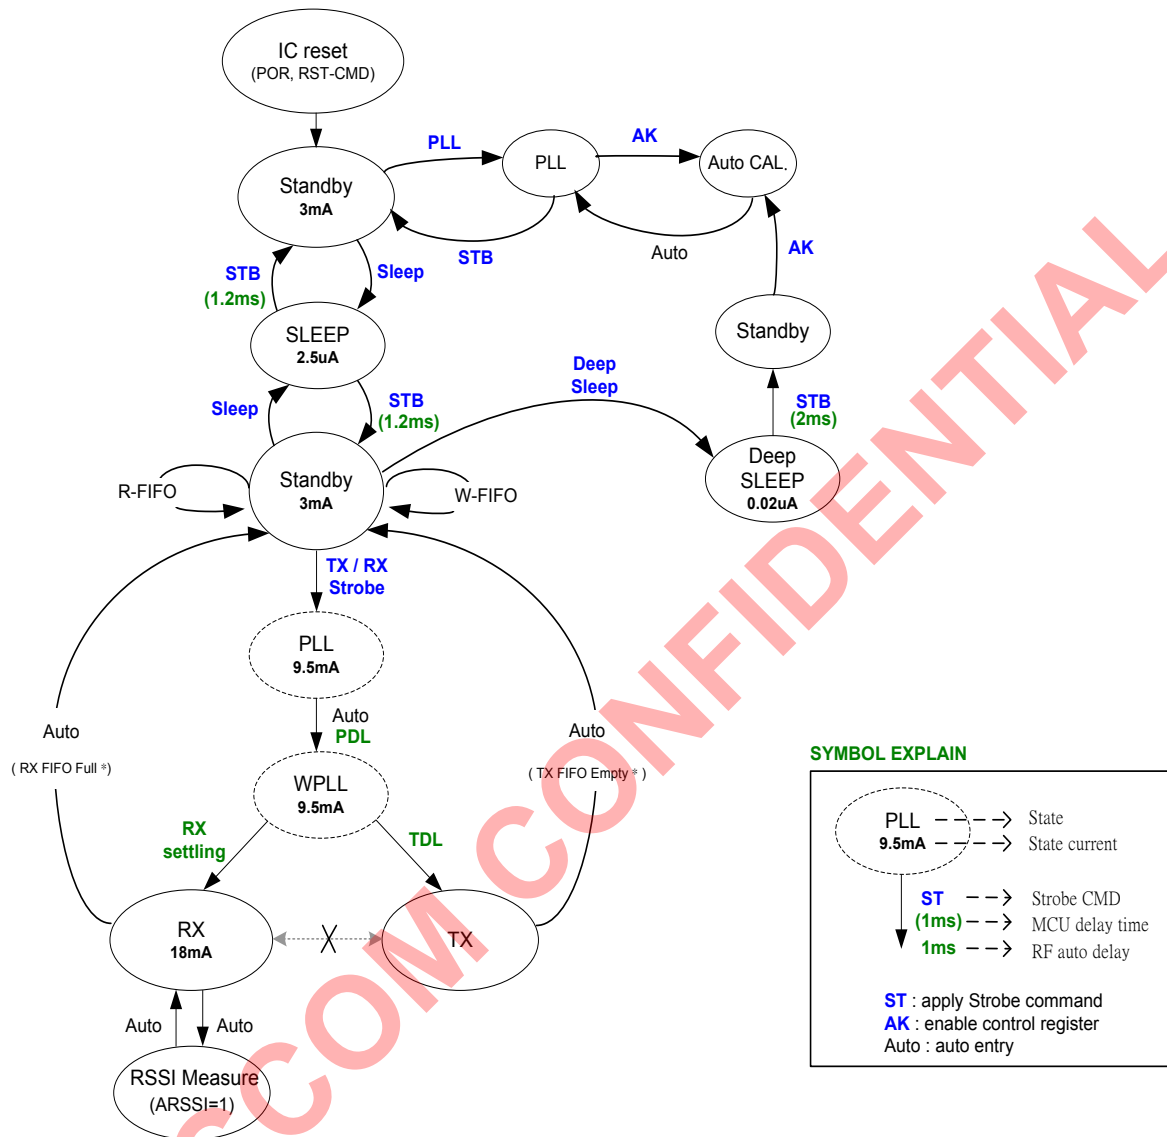 IC reset
(POR, RST-CMD)
PLL
AK
Standby
3mA
PLL
Auto CAL.
STB
Auto
STB
(1.2ms)
Sleep
AK
SLEEP
2.5uA
Standby
Sleep
STB
(1.2ms)
Deep
Sleep
STB
(2ms)
Deep
SLEEP
0.02uA
R-FIFO
Standby
3mA
W-FIFO
TX / RX
Strobe
PLL
9.5mA
Auto
PDL
Auto
( RX FIFO Full *)
Auto
( TX FIFO Empty * )
WPLL
9.5mA
RX
settling
TDL
RX
18mA
X
TX
Auto
Auto
RSSI Measure
(ARSSI=1)
SYMBOL EXPLAIN
PLL
9.5mA
State
State current
ST
Strobe CMD
(1ms)
MCU delay time
1ms
RF auto delay
ST : apply Strobe command
AK : enable control register
Auto : auto entry
CCOM CONFIDENTIAL